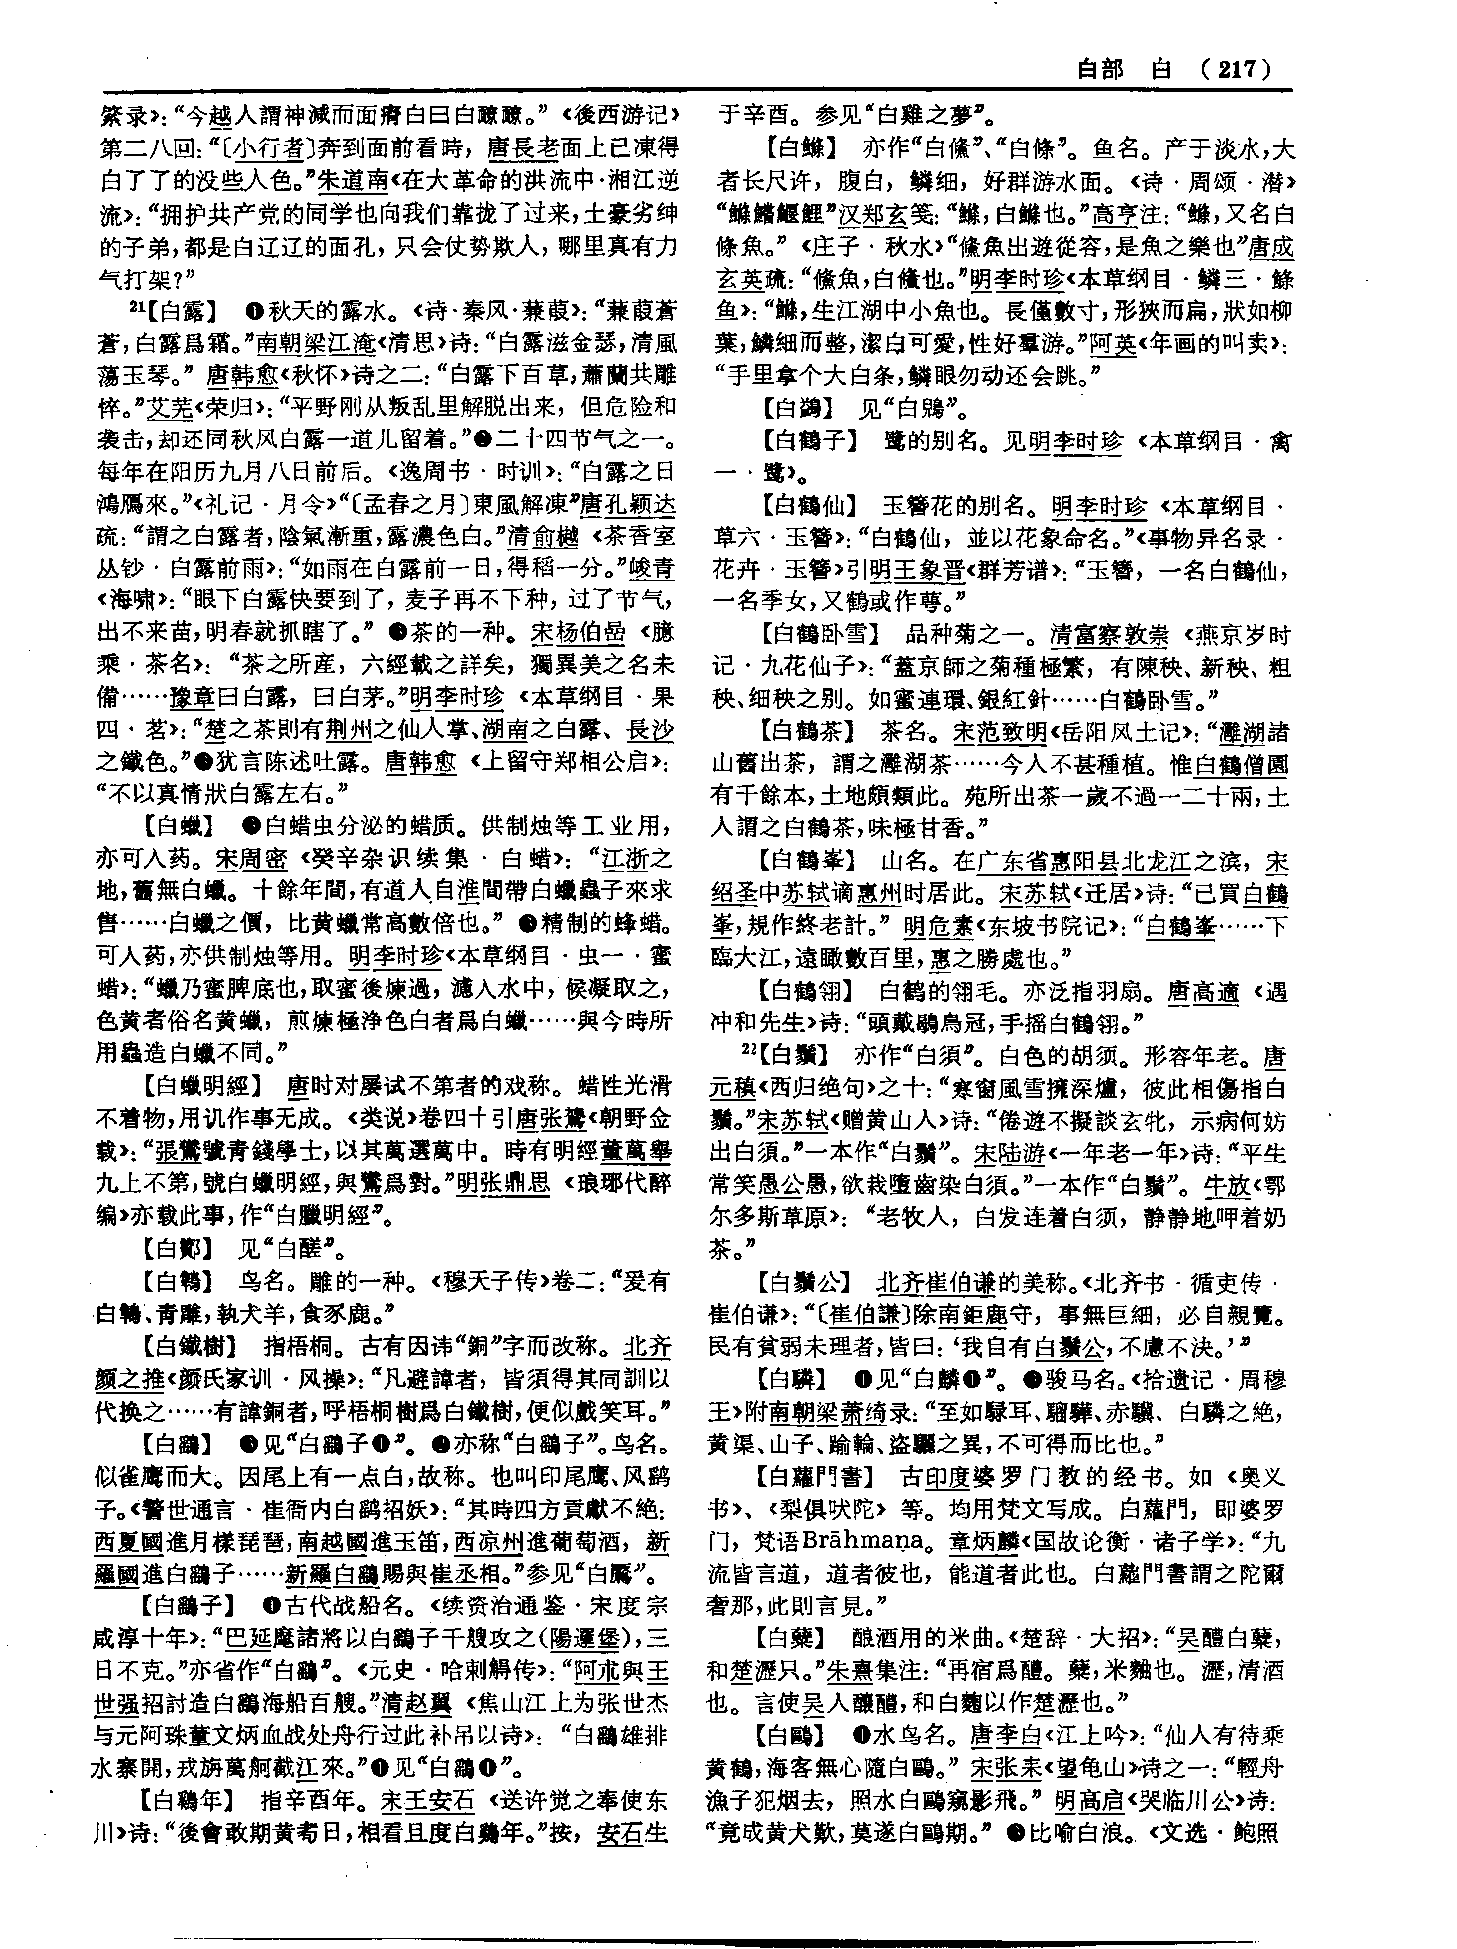 白部 白 (217)
繁录》：“今越人謂神減而面瘠白曰白瞭瞭。”《後西游记》
第二八回：“〔小行者〕奔到面前看時，唐長老面上已凍得
白了了的没些人色。”朱道南《在大革命的洪流中·湘江逆
流》：“拥护共产党的同学也向我们靠拢了过来，土豪劣绅
的子弟，都是白辽辽的面孔，只会仗势欺人，哪里真有力
气打架？”
21【白露】 ❶秋天的露水。《诗·秦风·蒹葭》：“蒹葭蒼
蒼，白露爲霜。”南朝梁江淹《清思》诗：“白露滋金瑟，清風
蕩玉琴。”唐韩愈《秋怀》诗之二：“白露下百草，蕭蘭共雕
悴。”艾芜《荣归》：“平野刚从叛乱里解脱出来，但危险和
袭击，却还同秋风白露一道儿留着。”❷二十四节气之一。
每年在阳历九月八日前后。《逸周书·时训》：“白露之日
鴻鴈來。”《礼记·月令》“〔孟春之月〕東風解凍”唐孔颖达
疏：“謂之白露者，陰氣漸重，露濃色白。”清俞樾《茶香室
丛钞·白露前雨》：“如雨在白露前一日，得稻一分。”峻青
《海啸》：“眼下白露快要到了，麦子再不下种，过了节气，
出不来苗，明春就抓瞎了。”❸茶的一种。宋杨伯嵒《臆
乘·茶名》：“茶之所産，六經載之詳矣，獨異美之名未
備……豫章曰白露，曰白茅。”明李时珍《本草纲目·果
四·茗》：“楚之茶則有荆州之仙人掌、湖南之白露、長沙
之鐵色。”❹犹言陈述吐露。唐韩愈《上留守郑相公启》：
“不以真情狀白露左右。”
【白蠟】 ❶白蜡虫分泌的蜡质。供制烛等工业用，
亦可入药。宋周密《癸辛杂识续集·白蜡》：“江浙之
地，舊無白蠟。十餘年間，有道人自淮間帶白蠟蟲子來求
售……白蠟之價，比黄蠟常高數倍也。”❷精制的蜂蜡。
可入药，亦供制烛等用。明李时珍《本草纲目·虫一·蜜
蜡》：“蠟乃蜜脾底也，取蜜後煉過，濾入水中，候凝取之，
色黄者俗名黄蠟，煎煉極浄色白者爲白蠟……與今時所
用蟲造白蠟不同。”
【白蠟明經】 唐时对屡试不第者的戏称。蜡性光滑
不着物，用讥作事无成。《类说》卷四十引唐张鷟《朝野佥
载》：“張鷟號青錢學士，以其萬選萬中。時有明經董萬舉
九上不第，號白蠟明經，與鷟爲對。”明张鼎思《琅琊代醉
编》亦载此事，作“白臘明經”。
【白酇】 见“白醝”。
【白鶽】 鸟名。雕的一种。《穆天子传》卷二：“爰有
白鶽、青雕，執犬羊，食豕鹿。”
【白鐵樹】 指梧桐。古有因讳“銅”字而改称。北齐
颜之推《颜氏家训·风操》：“凡避諱者，皆須得其同訓以
代换之……有諱銅者，呼梧桐樹爲白鐵樹，便似戲笑耳。”
【白鷂】 ❶见“白鷂子❶”。❷亦称“白鷂子”。鸟名。
似雀鹰而大。因尾上有一点白，故称。也叫印尾鹰、风鹞
子。《警世通言·崔衙内白鹞招妖》：“其時四方貢獻不絶：
西夏國進月樣琵琶，南越國進玉笛，西凉州進葡萄酒，新
羅國進白鷂子……新羅白鷂賜與崔丞相。”参见“白鷹”。
【白鷂子】 ❶古代战船名。《续资治通鉴·宋度宗
咸淳十年》：“巴延麾諸將以白鷂子千艘攻之（陽邏堡），三
日不克。”亦省作“白鷂”。《元史·哈剌䚟传》：“阿朮與王
世强招討造白鷂海船百艘。”清赵翼《焦山江上为张世杰
与元阿珠董文炳血战处舟行过此补吊以诗》：“白鷂雄排
水寨開，戎旃萬舸截江來。”❷见“白鷂❷”。
【白鷄年】 指辛酉年。宋王安石《送许觉之奉使东
川》诗：“後會敢期黄耇日，相看且度白鷄年。”按，安石生
于辛酉。参见“白雞之夢”。
【白鰷】 亦作“白鯈”、“白條”。鱼名。产于淡水，大
者长尺许，腹白，鳞细，好群游水面。《诗·周颂·潜》
“鰷鱨鰋鯉”汉郑玄笺：“鰷，白鰷也。”高亨注：“鰷，又名白
條魚。”《庄子·秋水》“鯈魚出遊從容，是魚之樂也”唐成
玄英疏：“鯈魚，白鯈也。”明李时珍《本草纲目·鳞三·鲦
鱼》：“鰷，生江湖中小魚也。長僅數寸，形狹而扁，狀如柳
葉，鱗細而整，潔白可愛，性好羣游。”阿英《年画的叫卖》：
“手里拿个大白条，鳞眼勿动还会跳。”
【白鷁】 见“白鶂”。
【白鶴子】 鹭的别名。见明李时珍《本草纲目·禽
一·鹭》。
【白鶴仙】 玉簪花的别名。明李时珍《本草纲目·
草六·玉簪》：“白鶴仙，並以花象命名。”《事物异名录·
花卉·玉簪》引明王象晋《群芳谱》：“玉簪，一名白鶴仙，
一名季女，又鶴或作萼。”
【白鶴卧雪】 品种菊之一。清富察敦崇《燕京岁时
记·九花仙子》：“蓋京師之菊種極繁，有陳秧、新秧、粗
秧、细秧之别。如蜜連環、銀紅針……白鶴卧雪。”
【白鶴茶】 茶名。宋范致明《岳阳风土记》：“灉湖諸
山舊出茶，謂之灉湖茶……今人不甚種植。惟白鶴僧園
有千餘本，土地頗類此。苑所出茶一歲不過一二十兩，土
人謂之白鶴茶，味極甘香。”
【白鶴峯】 山名。在广东省惠阳县北龙江之滨，宋
绍圣中苏轼谪惠州时居此。宋苏轼《迁居》诗：“已買白鶴
峯，規作終老計。”明危素《东坡书院记》：“白鶴峯……下
臨大江，遠瞰數百里，惠之勝處也。”
【白鶴翎】 白鹤的翎毛。亦泛指羽扇。唐高適《遇
冲和先生》诗：“頭戴鶡鳥冠，手摇白鶴翎。”
22【白鬚】 亦作“白須”。白色的胡须。形容年老。唐
元稹《西归绝句》之十：“寒窗風雪擁深爐，彼此相傷指白
鬚。”宋苏轼《赠黄山人》诗：“倦遊不擬談玄牝，示病何妨
出白須。”一本作“白鬚”。宋陆游《一年老一年》诗：“平生
常笑愚公愚，欲栽墮齒染白須。”一本作“白鬚”。牛放《鄂
尔多斯草原》：“老牧人，白发连着白须，静静地呷着奶
茶。”
【白鬚公】 北齐崔伯谦的美称。《北齐书·循吏传·
崔伯谦》：“〔崔伯謙〕除南鉅鹿守，事無巨細，必自親覽。
民有貧弱未理者，皆曰：‘我自有白鬚公，不慮不决。’”
【白驎】 ❶见“白麟❶”。❷骏马名。《拾遗记·周穆
王》附南朝梁萧绮录：“至如騄耳、騧驊、赤驥、白驎之绝，
黄渠、山子、踰輪、盗驪之異，不可得而比也。”
【白蘿門書】 古印度婆罗门教的经书。如《奥义
书》、《梨俱吠陀》等。均用梵文写成。白蘿門，即婆罗
门，梵语Brāhmaṇa。章炳麟《国故论衡·诸子学》：“九
流皆言道，道者彼也，能道者此也。白蘿門書謂之陀爾
奢那，此則言見。”
【白糵】 酿酒用的米曲。《楚辞·大招》：“吴醴白糵，
和楚瀝只。”朱熹集注：“再宿爲醴。糵，米麯也。瀝，清酒
也。言使吴人釀醴，和白麴以作楚瀝也。”
【白鷗】 ❶水鸟名。唐李白《江上吟》：“仙人有待乘
黄鹤，海客無心隨白鷗。”宋张耒《望龟山》诗之一：“輕舟
漁子犯烟去，照水白鷗窺影飛。”明高启《哭临川公》诗：
“竟成黄犬歎，莫遂白鷗期。”❷比喻白浪。《文选·鲍照